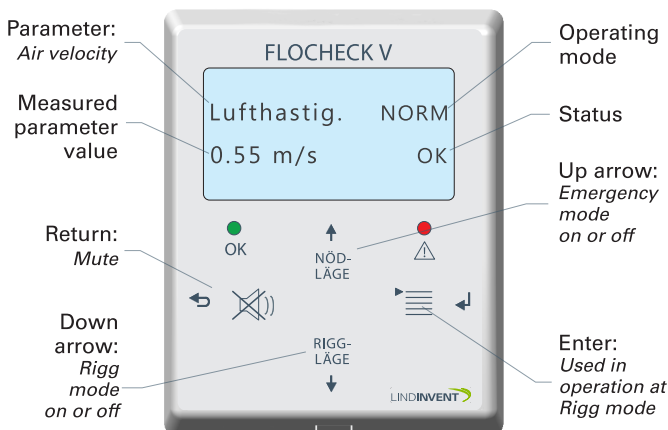 Parameter:
Air velocity
Measured
parameter
value
Return:
Mute
Down
arrow:
Rigg
mode
on or off
FLOCHECK V
Lufthastig. NORM
0.55 m/s OK
OK
NÖD-
LÄGE
RIGG-
LÄGE
LINDINVENT
Operating
mode
Status
Up arrow:
Emergency
mode
on or off
Enter:
Used in
operation at
Rigg mode